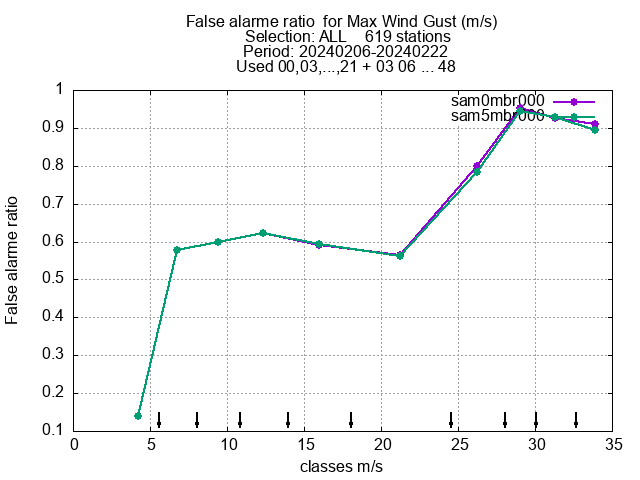 False alarme ratio  for Max Wind Gust (m/s)
Selection: ALL    619 stations
Period: 20240206-20240222
Used 00,03,...,21 + 03 06 ... 48
sam0mbr000
sam5mbr000
False alarme ratio
1
0.9
0.8
0.7
0.6
0.5
0.4
0.3
0.2
0.1
0 5 10 15 20 25 30 35
classes m/s